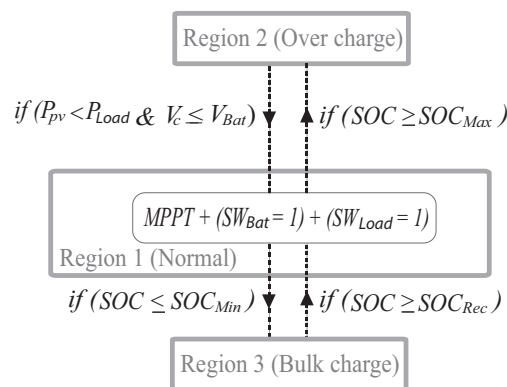 Region 2 (Over charge)
if (P_pv < P_Load & V_c ≤ V_Bat) if (SOC ≥ SOC_Max)
MPPT + (SW_Bat = 1) + (SW_Load = 1)
Region 1 (Normal)
if (SOC ≤ SOC_Min) if (SOC ≥ SOC_Rec)
Region 3 (Bulk charge)